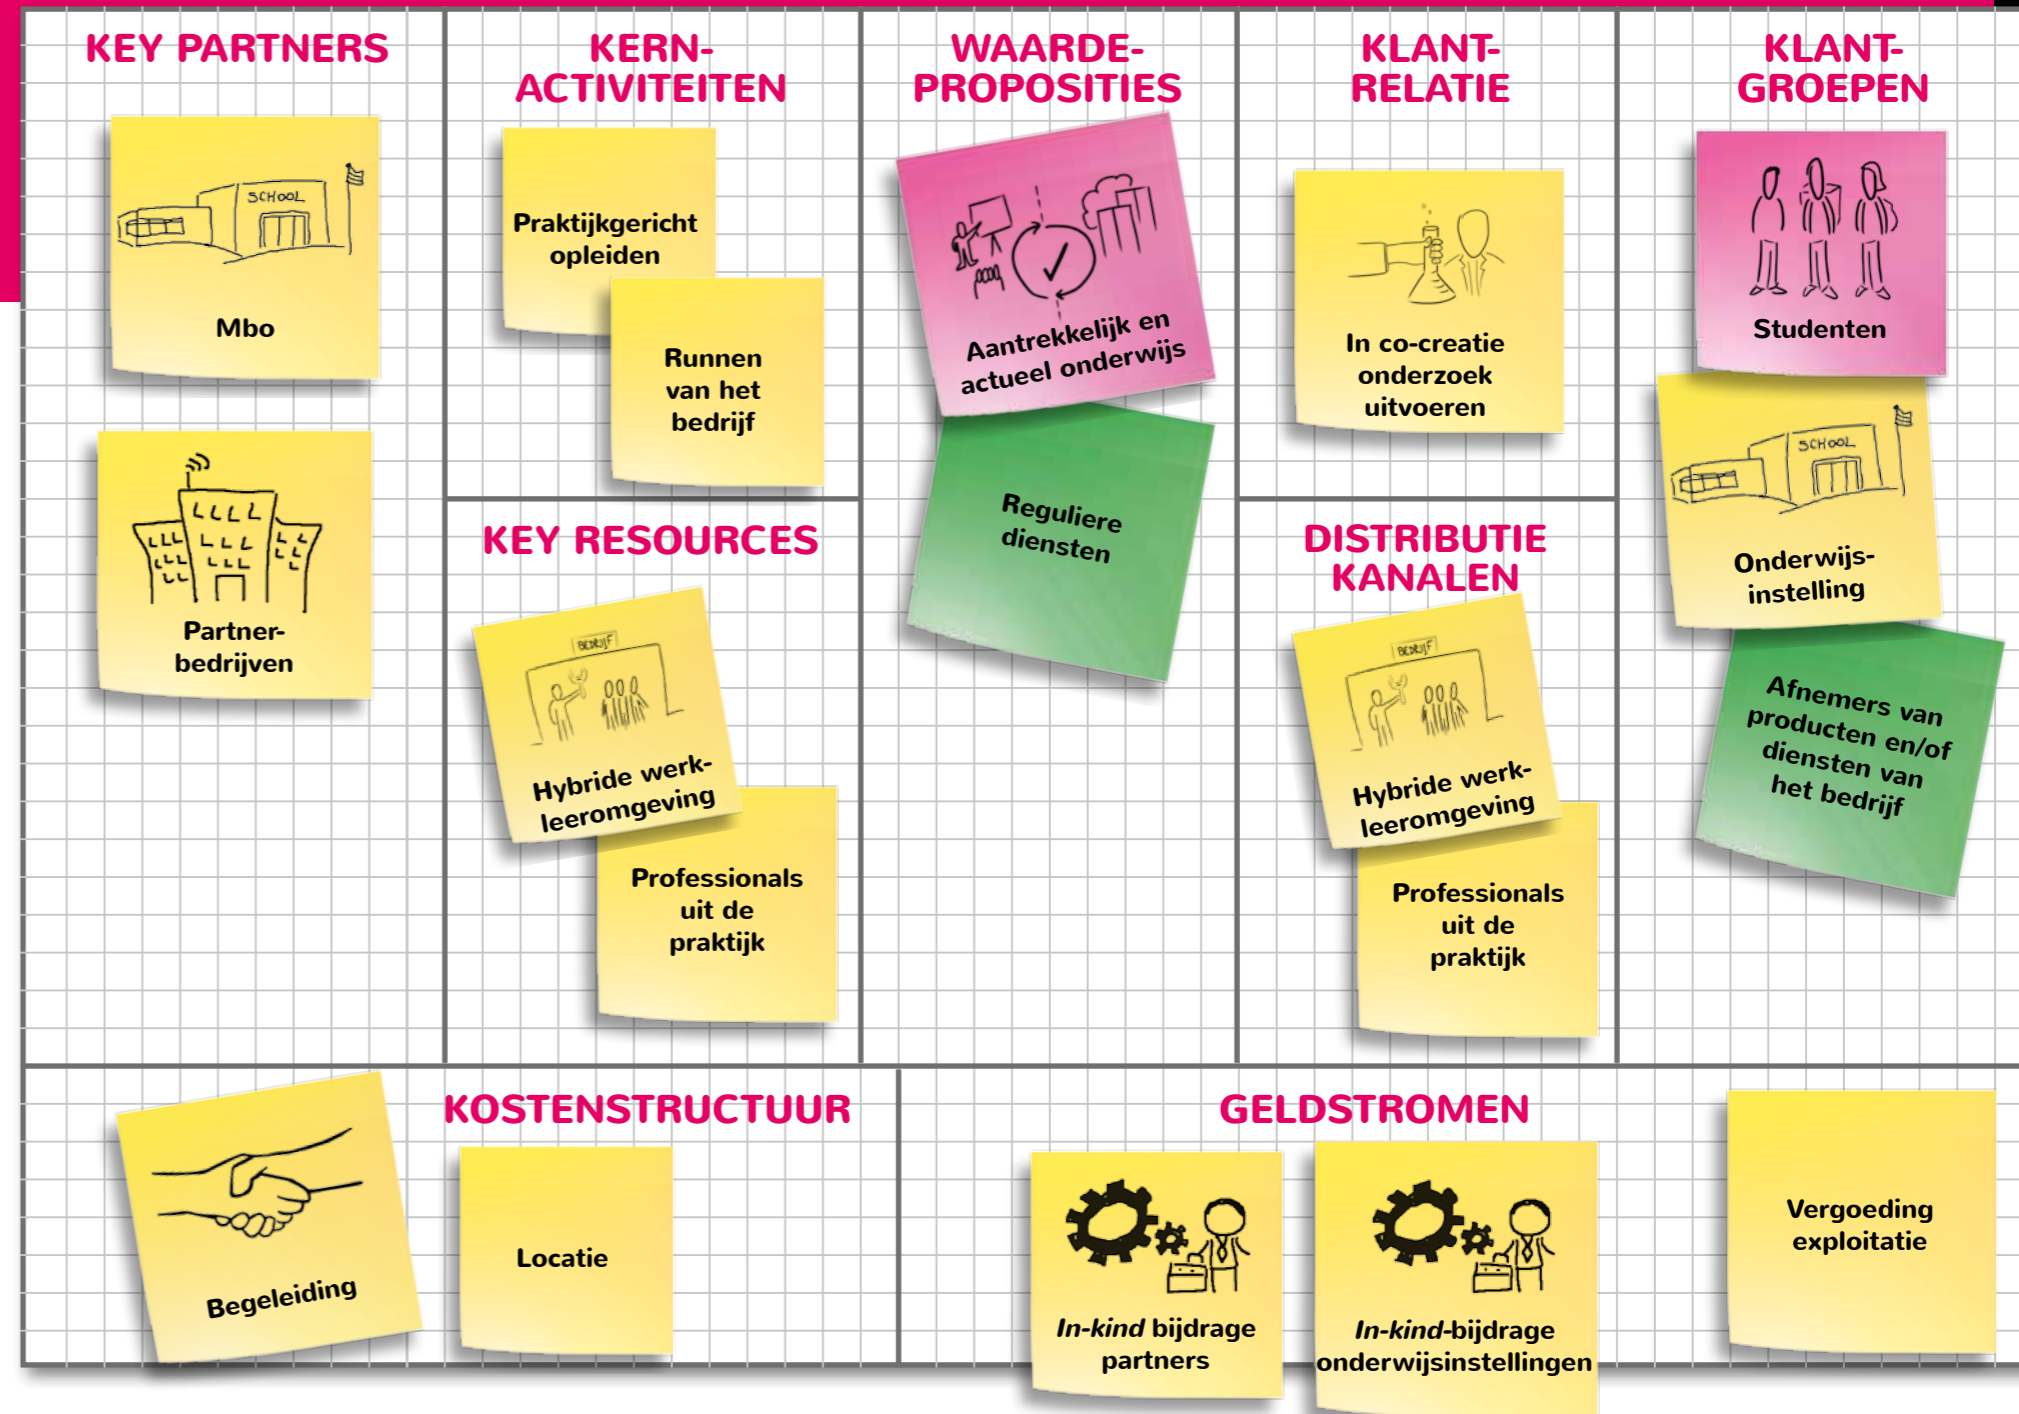 KEY PARTNERS
SCHOOL
Mbo
Partner-
bedrijven
KERN-
ACTIVITEITEN
Praktijkgericht
opleiden
Runnen
van het
bedrijf
KEY RESOURCES
BEDRIJF
Hybride werk-
leeromgeving
Professionals
uit de
praktijk
WAARDE-
PROPOSITIES
Aantrekkelijk en
actueel onderwijs
Reguliere
diensten
KLANT-
RELATIE
In co-creatie
onderzoek
uitvoeren
DISTRIBUTIE
KANALEN
BEDRIJF
Hybride werk-
leeromgeving
Professionals
uit de
praktijk
KLANT-
GROEPEN
Studenten
SCHOOL
Onderwijs-
instelling
Afnemers van
producten en/of
diensten van
het bedrijf
KOSTENSTRUCTUUR
Begeleiding
Locatie
GELDSTROMEN
In-kind bijdrage
partners
In-kind-bijdrage
onderwijsinstellingen
Vergoeding
exploitatie